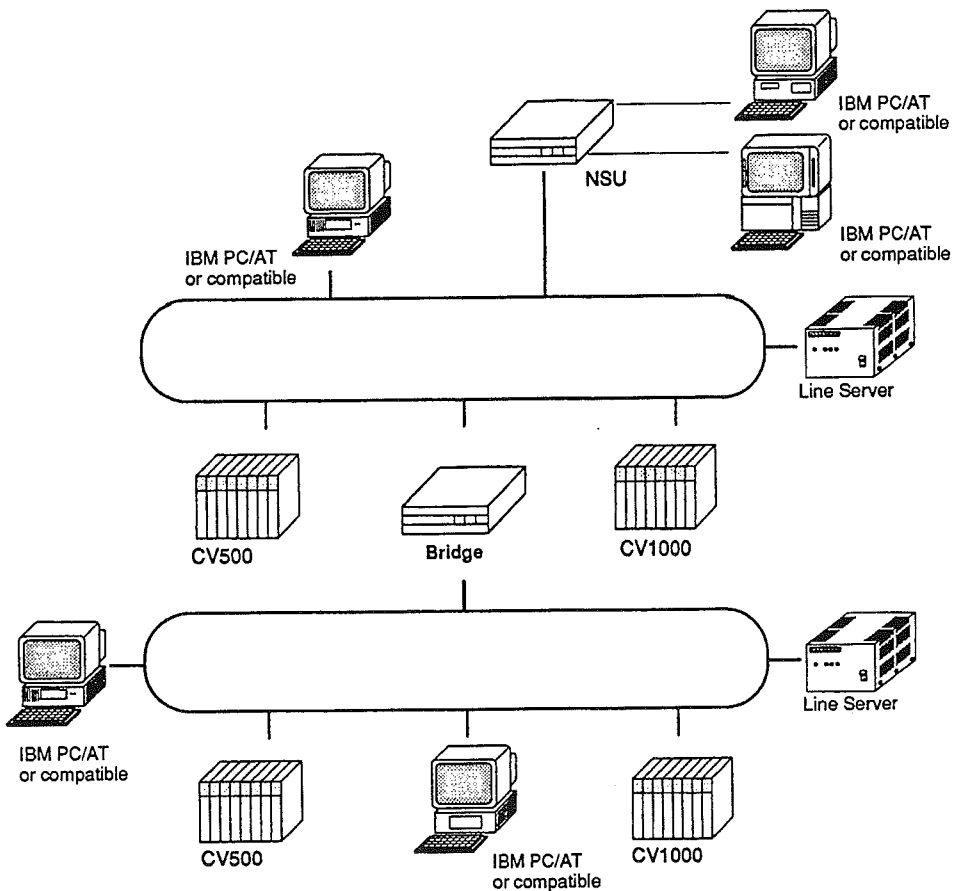 IBM PC/AT
or compatible
NSU
IBM PC/AT
or compatible
IBM PC/AT
or compatible
Line Server
CV500
Bridge
CV1000
Line Server
IBM PC/AT
or compatible
CV500
IBM PC/AT
or compatible
CV1000